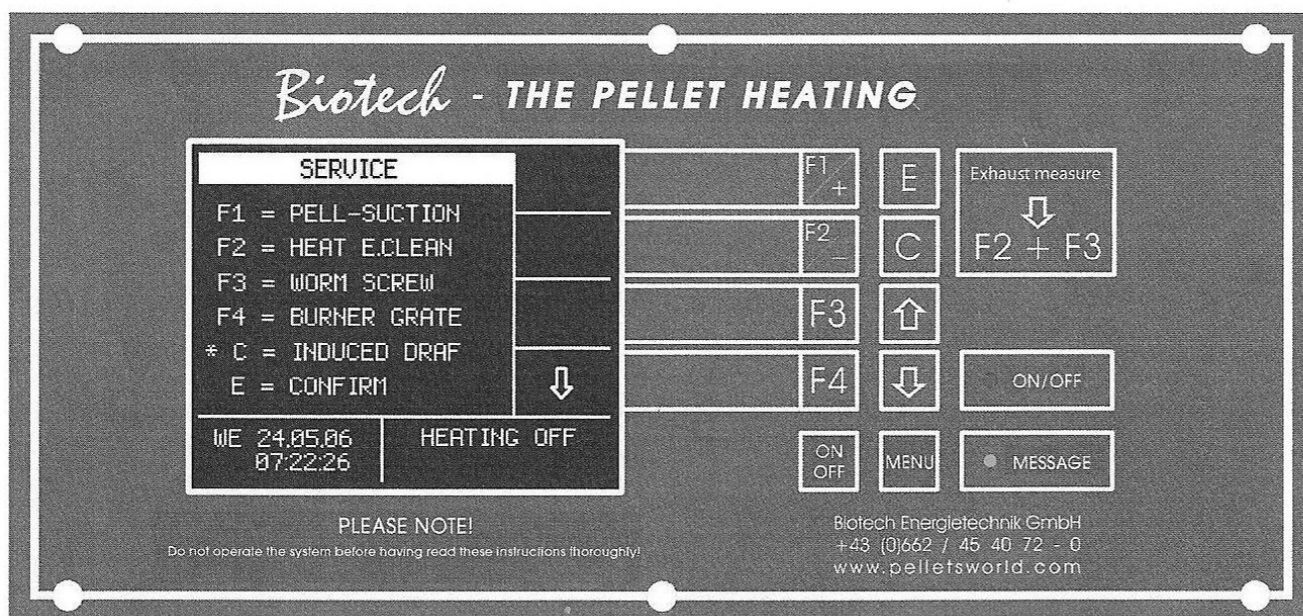 Biotech - THE PELLET HEATING
SERVICE
F1 = PELL-SUCTION
F2 = HEAT E.CLEAN
F3 = WORM SCREW
F4 = BURNER GRATE
* C = INDUCED DRAF
E = CONFIRM
WE 24.05.06
07:22:26
HEATING OFF
F1/+
E
F2 -
C
F3
F4
Exhaust measure
F2 + F3
ON/OFF
ON
OFF
MENU
MESSAGE
PLEASE NOTE!
Do not operate the system before having read these instructions thoroughly!
Biotech Energietechnik GmbH
+43 (0)662 / 45 40 72 - 0
www.pelletsworld.com